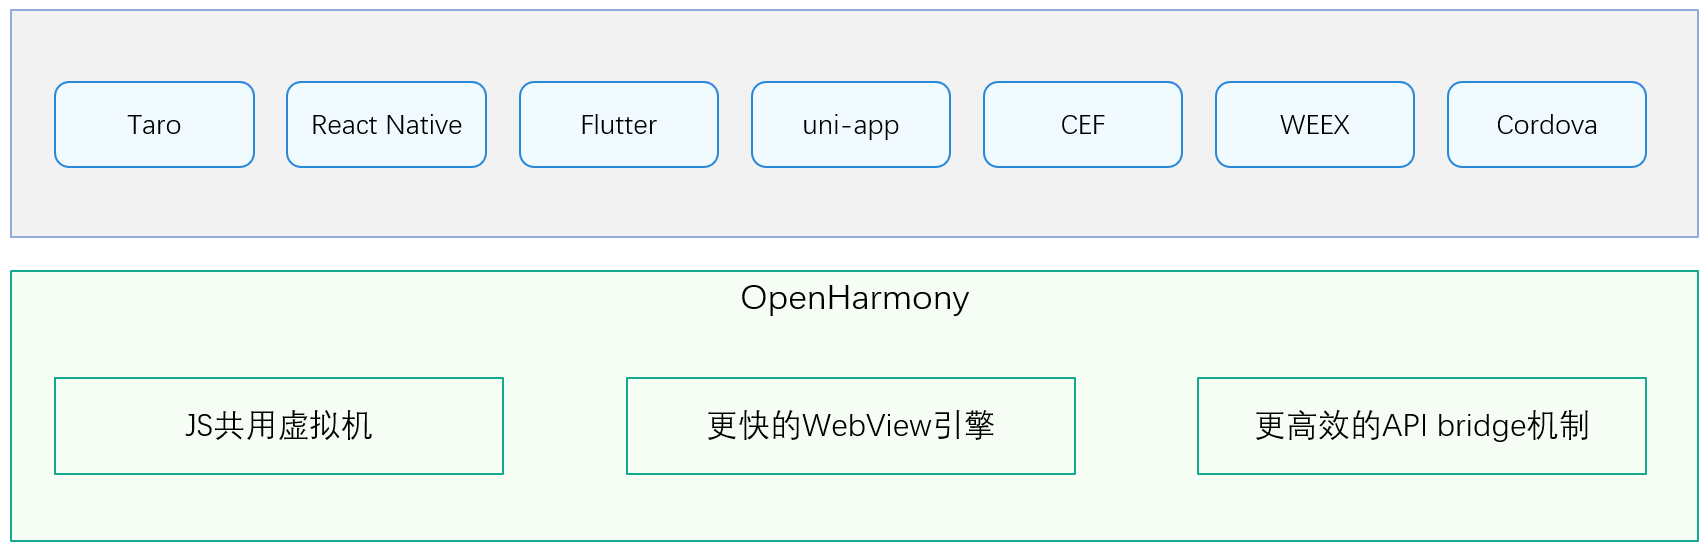 Taro
React Native
Flutter
uni-app
CEF
WEEX
Cordova
OpenHarmony
JS共用虚拟机
更快的WebView引擎
更高效的API bridge机制